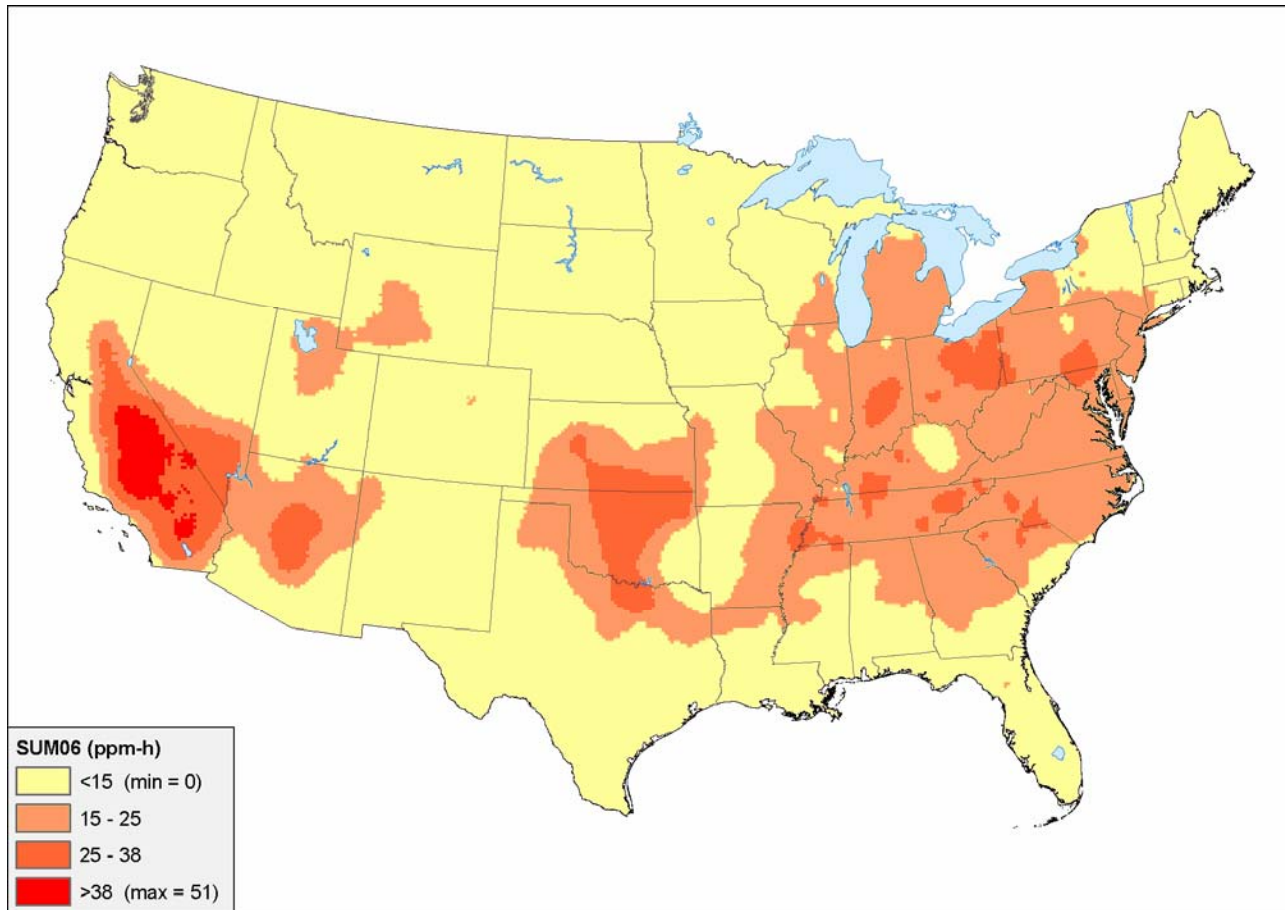 SUM06 (ppm-h)
<15 (min = 0)
15 - 25
25 - 38
>38 (max = 51)